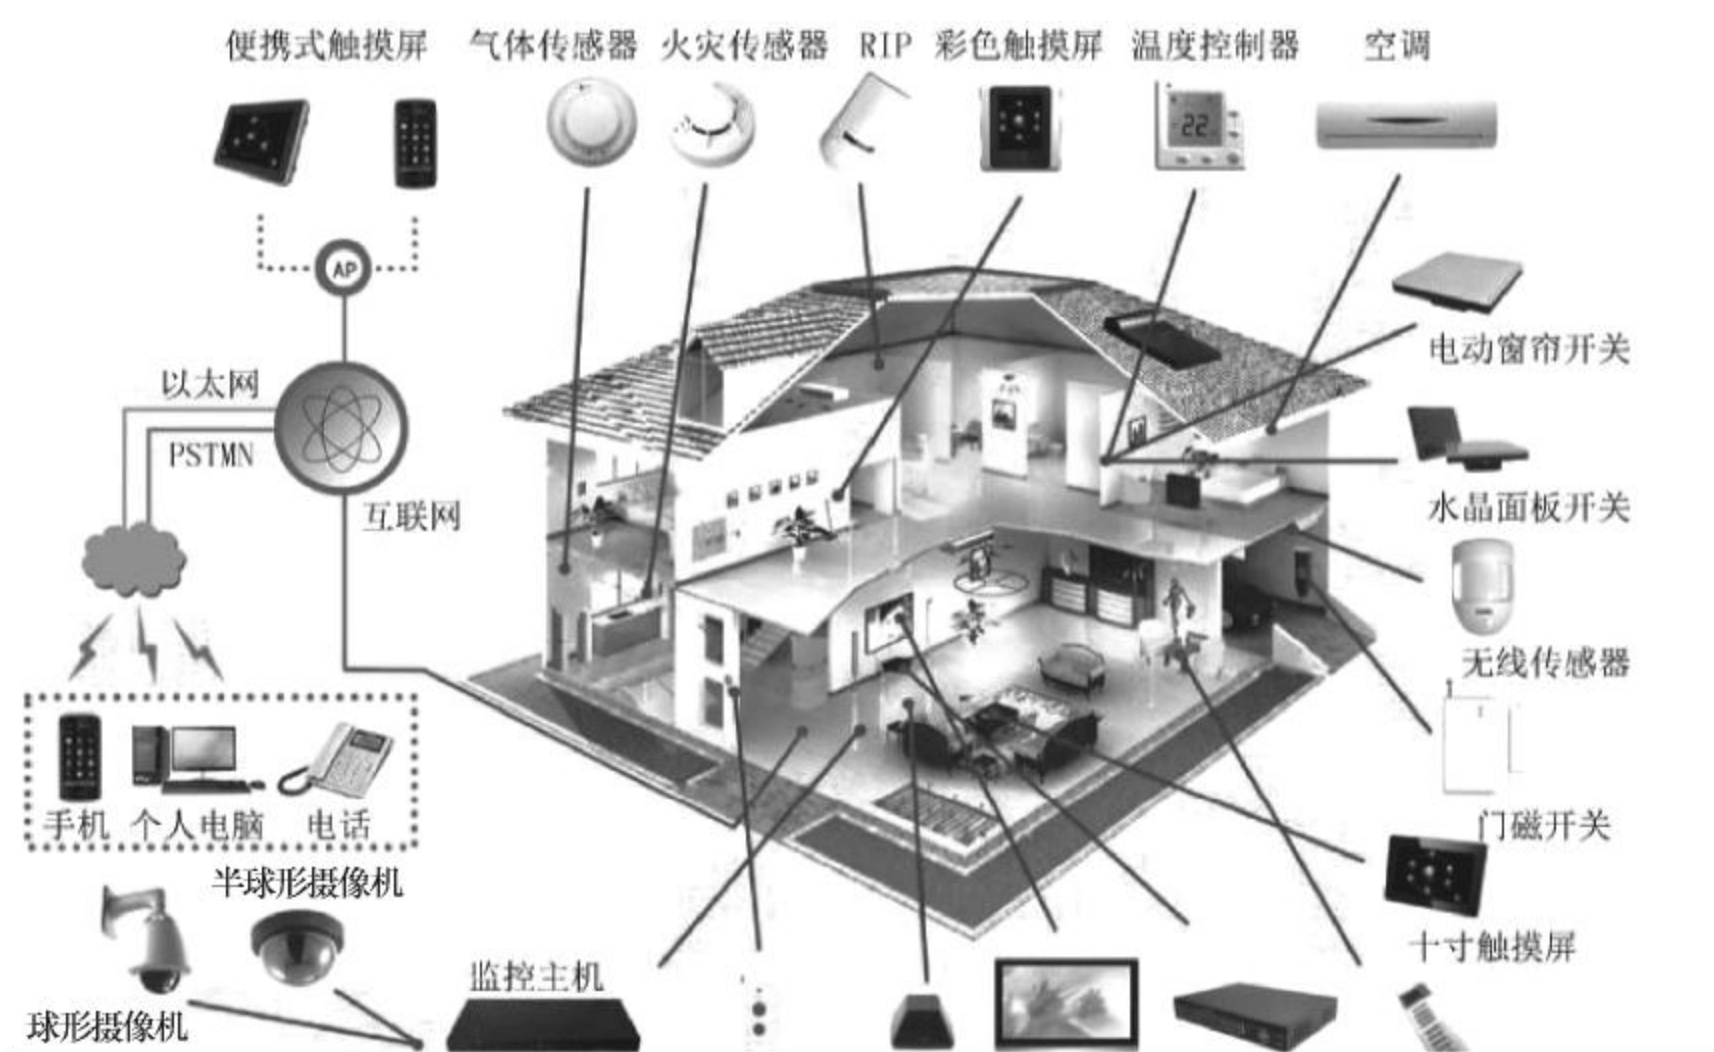 便携式触摸屏
气体传感器
火灾传感器
RIP
彩色触摸屏
温度控制器
空调
22
AP
电动窗帘开关
以太网
PSTMN
互联网
水晶面板开关
无线传感器
手机
个人电脑
电话
门磁开关
半球形摄像机
十寸触摸屏
监控主机
球形摄像机